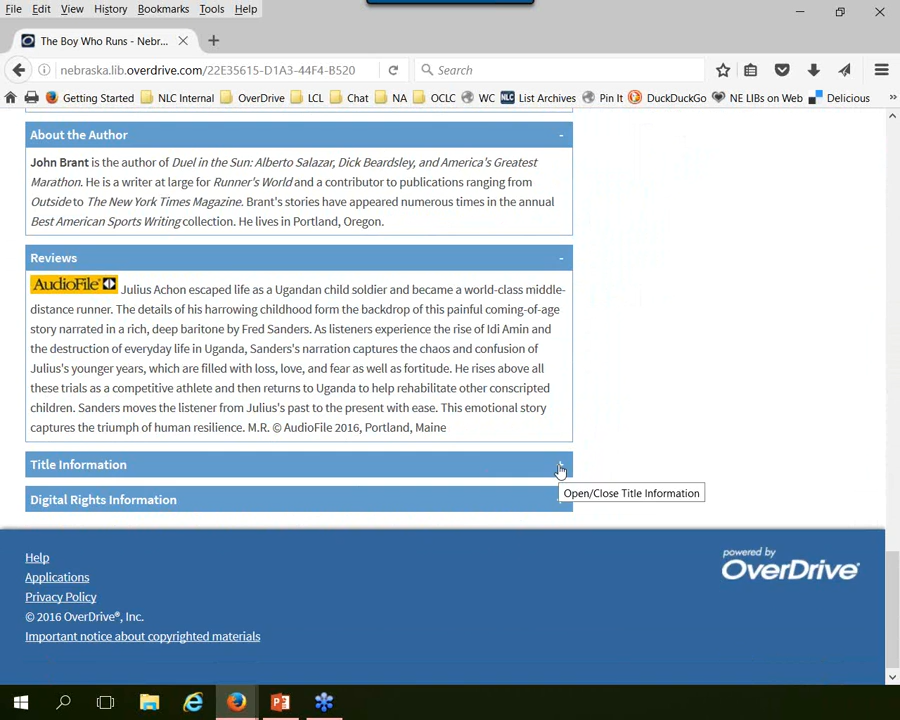 File Edit View History Bookmarks Tools Help
The Boy Who Runs - Nebr...
nebraska.lib.overdrive.com/22E35615-D1A3-44F4-B520
Search
Getting Started NLC Internal OverDrive LCL Chat NA OCLC WC NLC List Archives Pin It DuckDuckGo NE LIBs on Web Delicious »
About the Author -
John Brant is the author of Duel in the Sun: Alberto Salazar, Dick Beardsley, and America's Greatest
Marathon. He is a writer at large for Runner's World and a contributor to publications ranging from
Outside to The New York Times Magazine. Brant's stories have appeared numerous times in the annual
Best American Sports Writing collection. He lives in Portland, Oregon.
Reviews -
AudioFile Julius Achon escaped life as a Ugandan child soldier and became a world-class middle-
distance runner. The details of his harrowing childhood form the backdrop of this painful coming-of-age
story narrated in a rich, deep baritone by Fred Sanders. As listeners experience the rise of Idi Amin and
the destruction of everyday life in Uganda, Sanders's narration captures the chaos and confusion of
Julius's younger years, which are filled with loss, love, and fear as well as fortitude. He rises above all
these trials as a competitive athlete and then returns to Uganda to help rehabilitate other conscripted
children. Sanders moves the listener from Julius's past to the present with ease. This emotional story
captures the triumph of human resilience. M.R. © AudioFile 2016, Portland, Maine
Title Information
Open/Close Title Information
Digital Rights Information
Help
Applications
Privacy Policy
© 2016 OverDrive®, Inc.
Important notice about copyrighted materials
powered by
OverDrive®